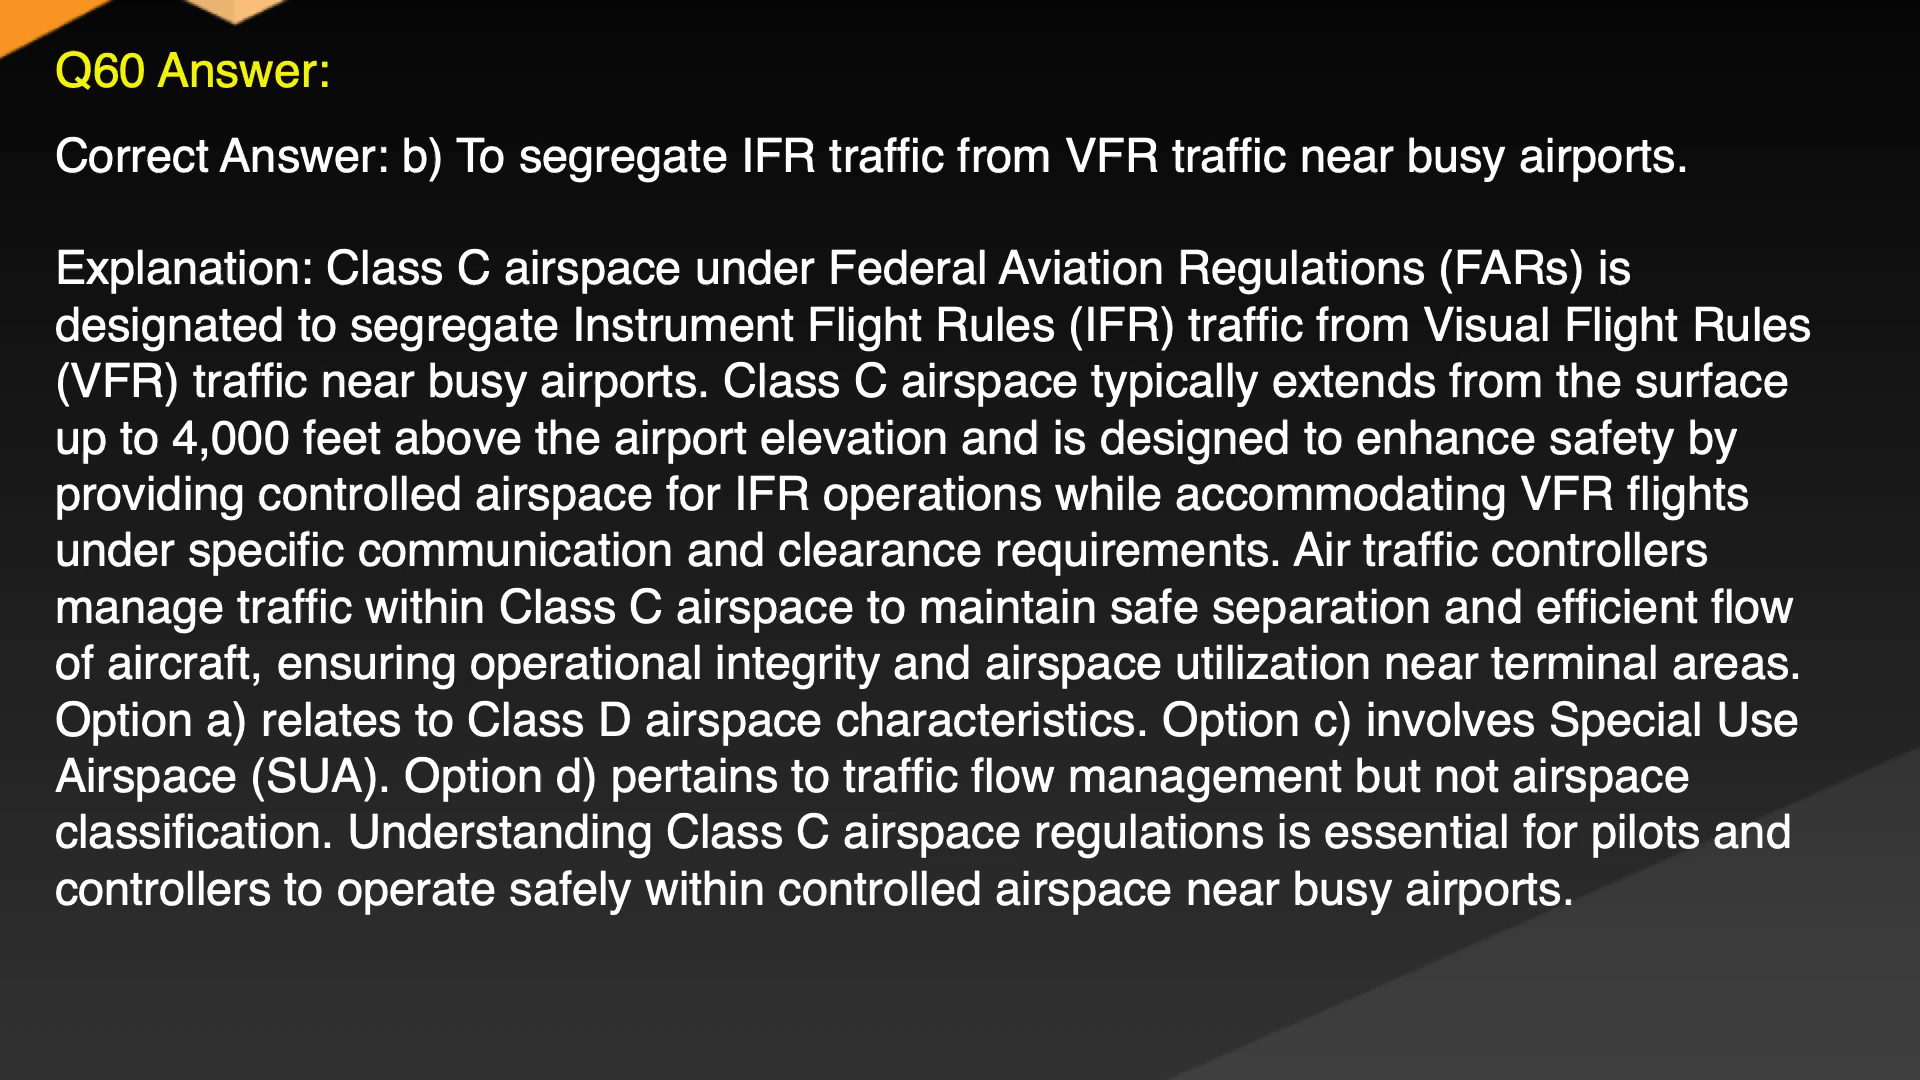 Q60 Answer:
Correct Answer: b) To segregate IFR traffic from VFR traffic near busy airports.
Explanation: Class C airspace under Federal Aviation Regulations (FARs) is
designated to segregate Instrument Flight Rules (IFR) traffic from Visual Flight Rules
(VFR) traffic near busy airports. Class C airspace typically extends from the surface
up to 4,000 feet above the airport elevation and is designed to enhance safety by
providing controlled airspace for IFR operations while accommodating VFR flights
under specific communication and clearance requirements. Air traffic controllers
manage traffic within Class C airspace to maintain safe separation and efficient flow
of aircraft, ensuring operational integrity and airspace utilization near terminal areas.
Option a) relates to Class D airspace characteristics. Option c) involves Special Use
Airspace (SUA). Option d) pertains to traffic flow management but not airspace
classification. Understanding Class C airspace regulations is essential for pilots and
controllers to operate safely within controlled airspace near busy airports.